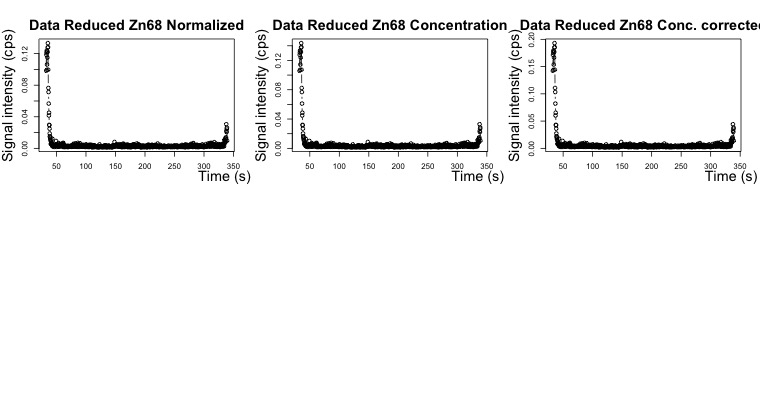 Data Reduced Zn68 Normalized
Signal intensity (cps)
0.00 0.04 0.08 0.12
50 100 150 200 250 300 350
Time (s)
Data Reduced Zn68 Concentration
Signal intensity (cps)
0.00 0.04 0.08 0.12
50 100 150 200 250 300 350
Time (s)
Data Reduced Zn68 Conc. corrected
Signal intensity (cps)
0.00 0.05 0.10 0.15 0.20
50 100 150 200 250 300 350
Time (s)